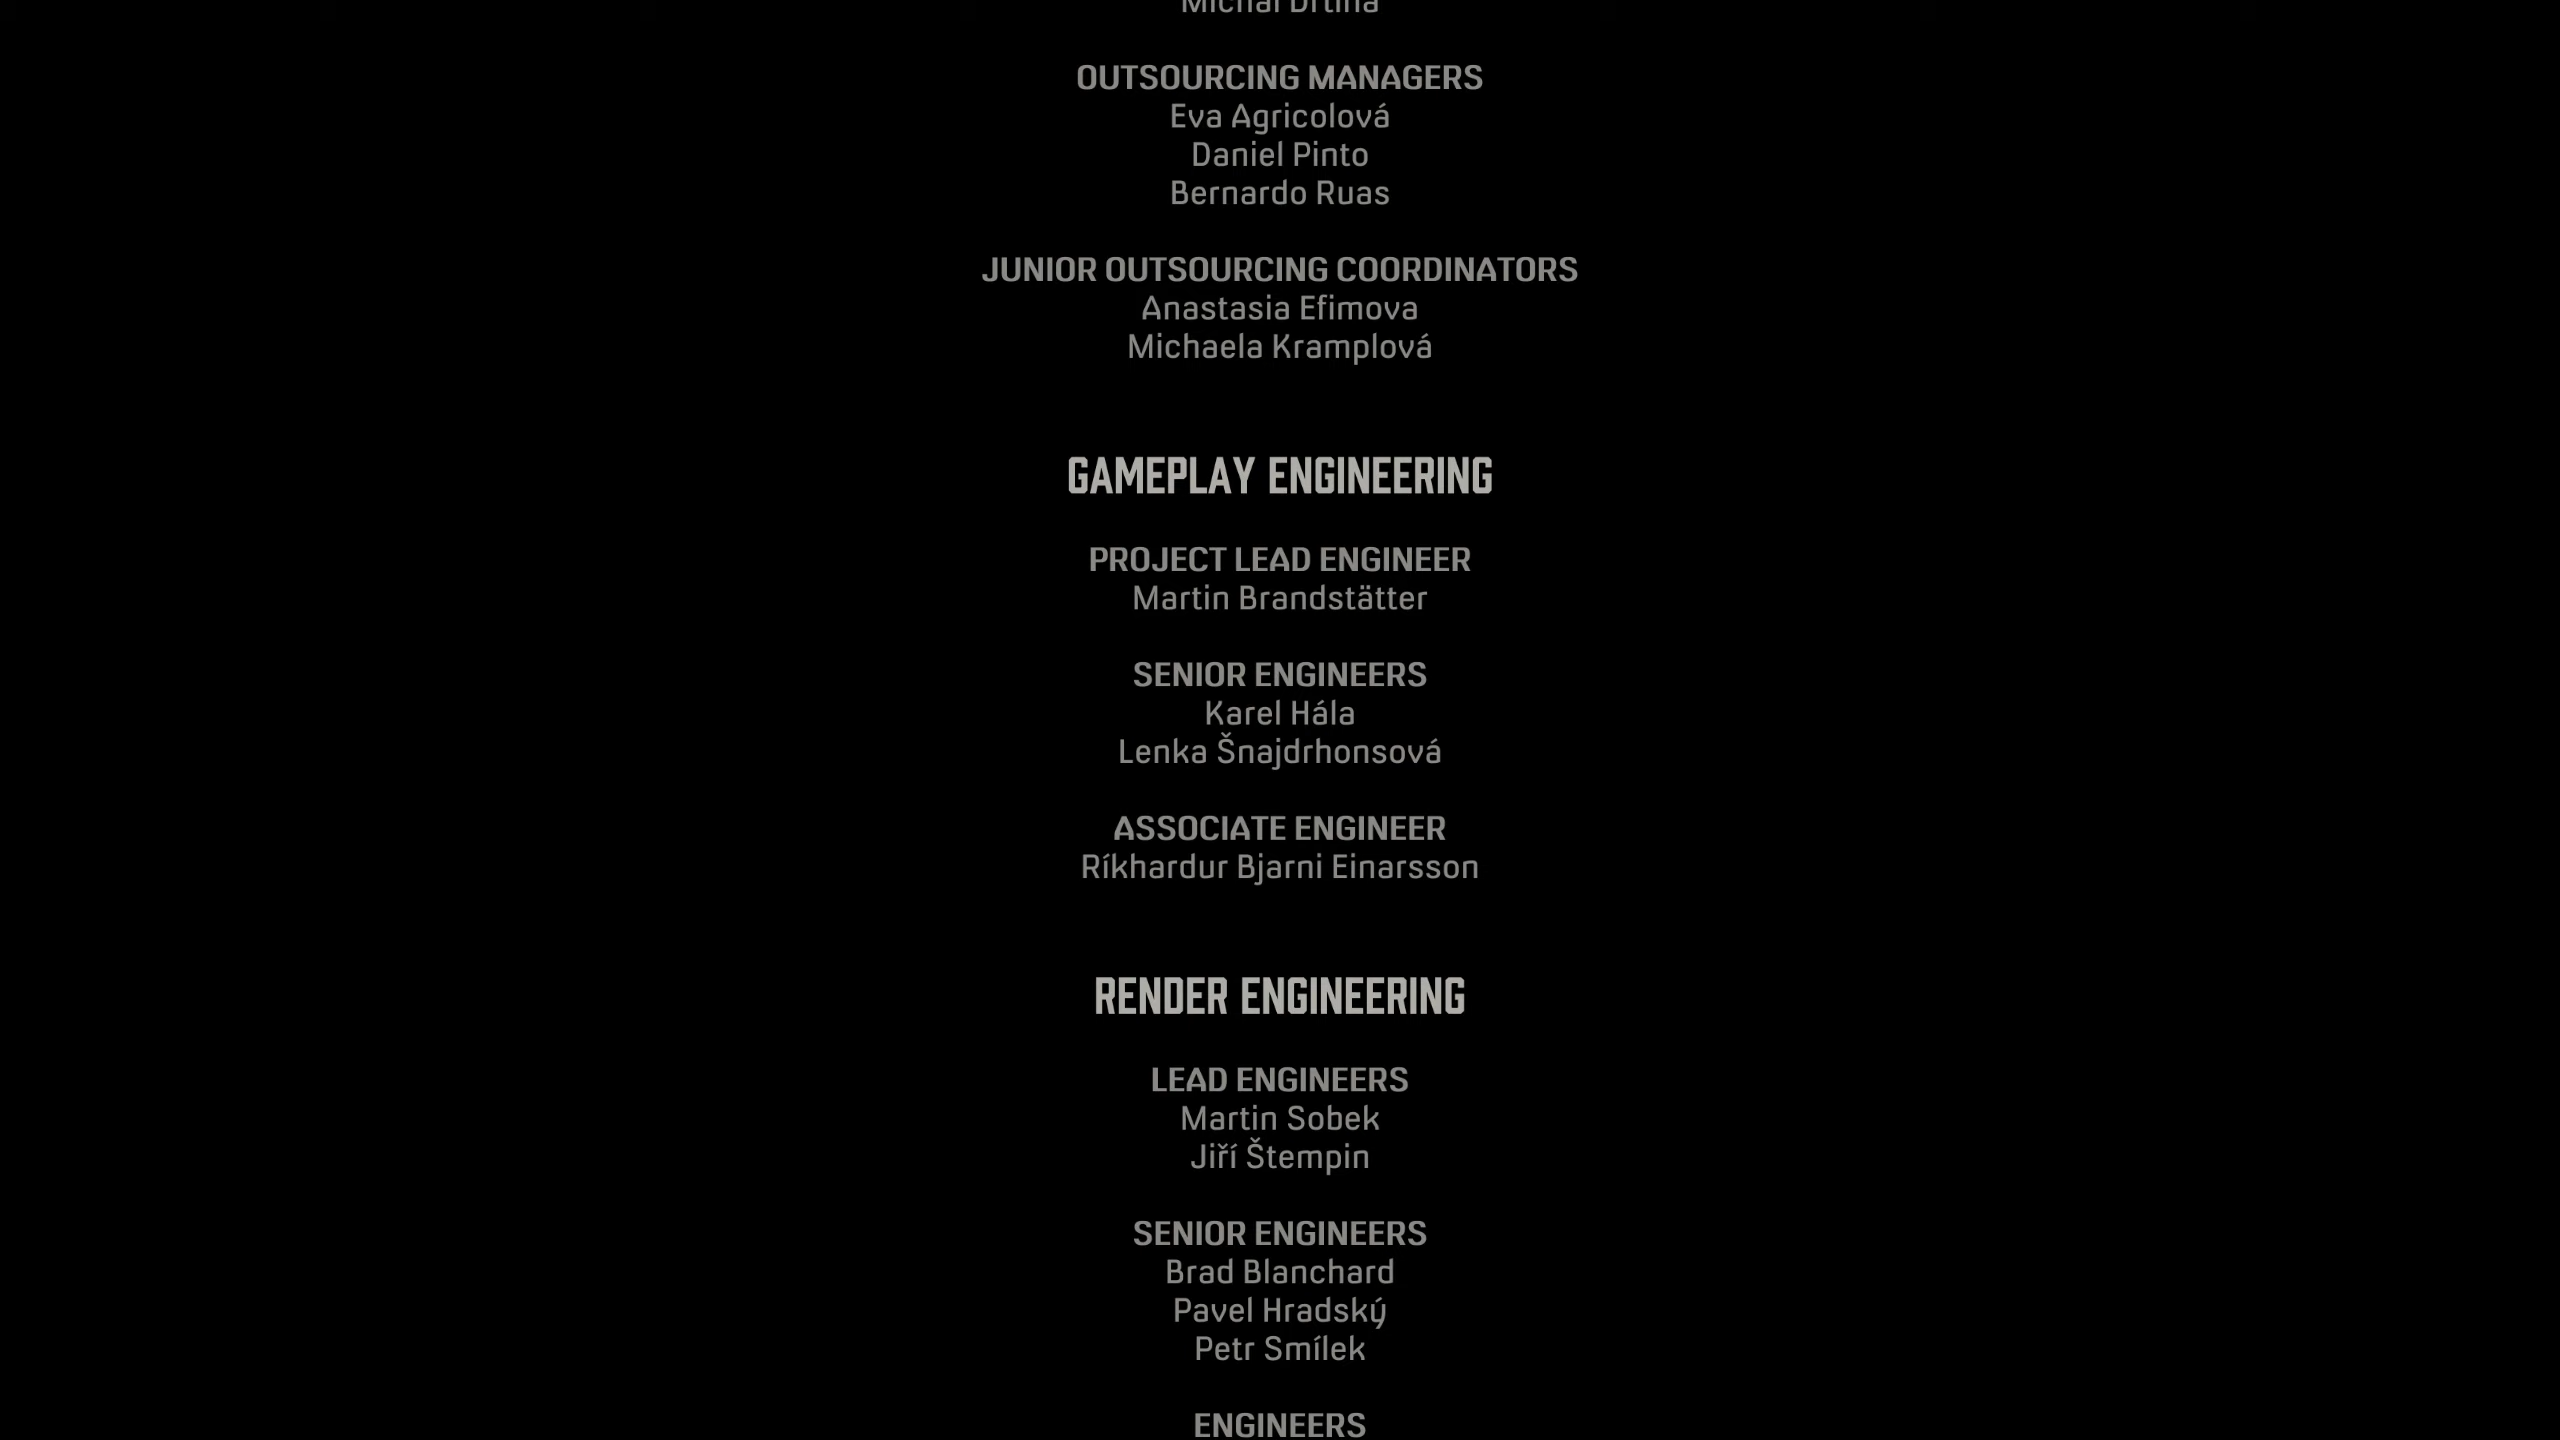 Michal Drtina
OUTSOURCING MANAGERS
Eva Agricolová
Daniel Pinto
Bernardo Ruas
JUNIOR OUTSOURCING COORDINATORS
Anastasia Efimova
Michaela Kramplová
GAMEPLAY ENGINEERING
PROJECT LEAD ENGINEER
Martin Brandstätter
SENIOR ENGINEERS
Karel Hála
Lenka Šnajdrhonsová
ASSOCIATE ENGINEER
Ríkhardur Bjarni Einarsson
RENDER ENGINEERING
LEAD ENGINEERS
Martin Sobek
Jiří Štempin
SENIOR ENGINEERS
Brad Blanchard
Pavel Hradský
Petr Smílek
ENGINEERS